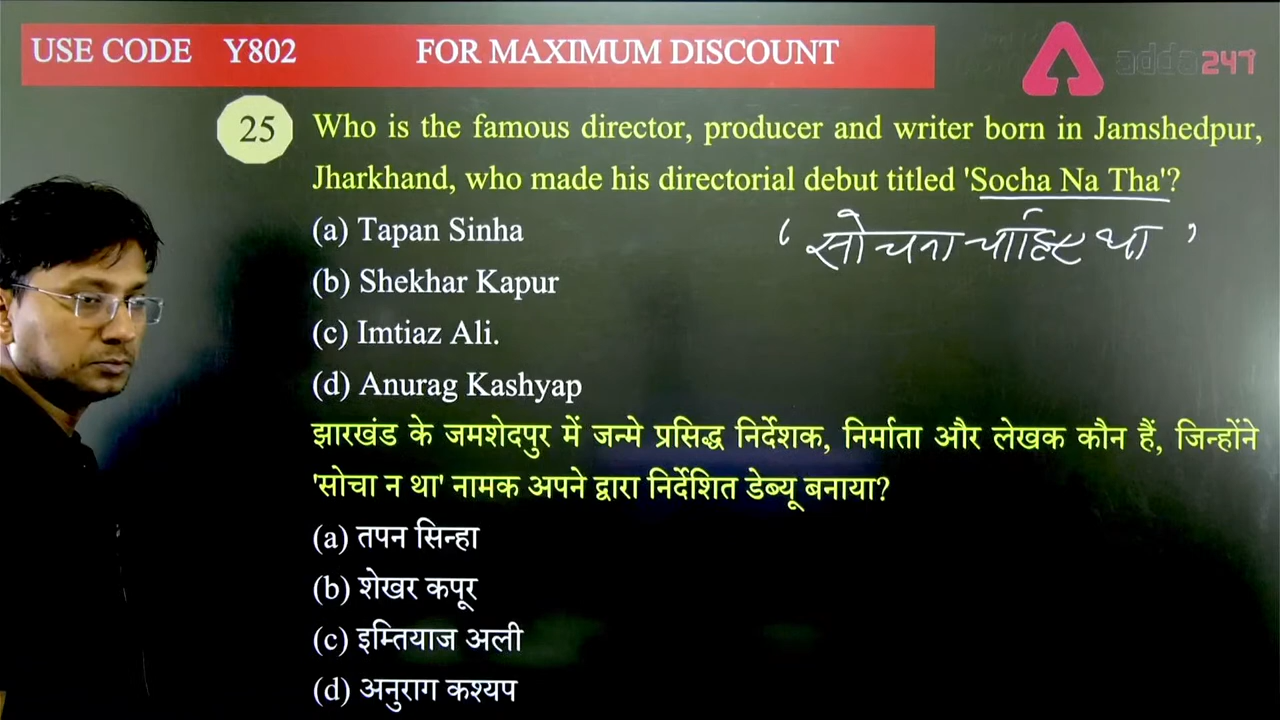 USE CODE Y802 FOR MAXIMUM DISCOUNT
adda247
25 Who is the famous director, producer and writer born in Jamshedpur,
Jharkhand, who made his directorial debut titled 'Socha Na Tha'?
(a) Tapan Sinha
' सोचना चाहिए था '
(b) Shekhar Kapur
(c) Imtiaz Ali.
(d) Anurag Kashyap
झारखंड के जमशेदपुर में जन्मे प्रसिद्ध निर्देशक, निर्माता और लेखक कौन हैं, जिन्होंने
'सोचा न था' नामक अपने द्वारा निर्देशित डेब्यू बनाया?
(a) तपन सिन्हा
(b) शेखर कपूर
(c) इम्तियाज अली
(d) अनुराग कश्यप